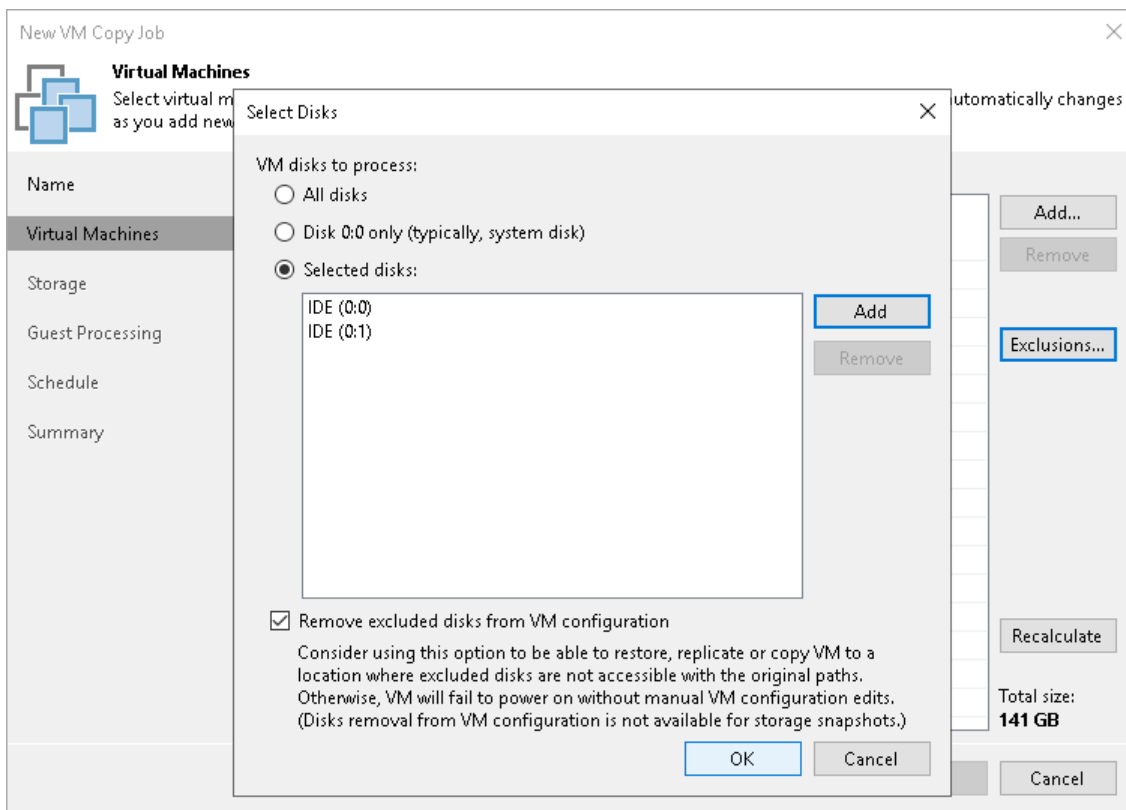 New VM Copy Job
Virtual Machines
Select virtual m
utomatically changes
as you add new
Select Disks
VM disks to process:
All disks
Disk 0:0 only (typically, system disk)
Selected disks:
IDE (0:0)
IDE (0:1)
Add
Remove
Remove excluded disks from VM configuration
Consider using this option to be able to restore, replicate or copy VM to a
location where excluded disks are not accessible with the original paths.
Otherwise, VM will fail to power on without manual VM configuration edits.
(Disks removal from VM configuration is not available for storage snapshots.)
OK
Cancel
Name
Virtual Machines
Storage
Guest Processing
Schedule
Summary
Add...
Remove
Exclusions...
Recalculate
Total size:
141 GB
Cancel